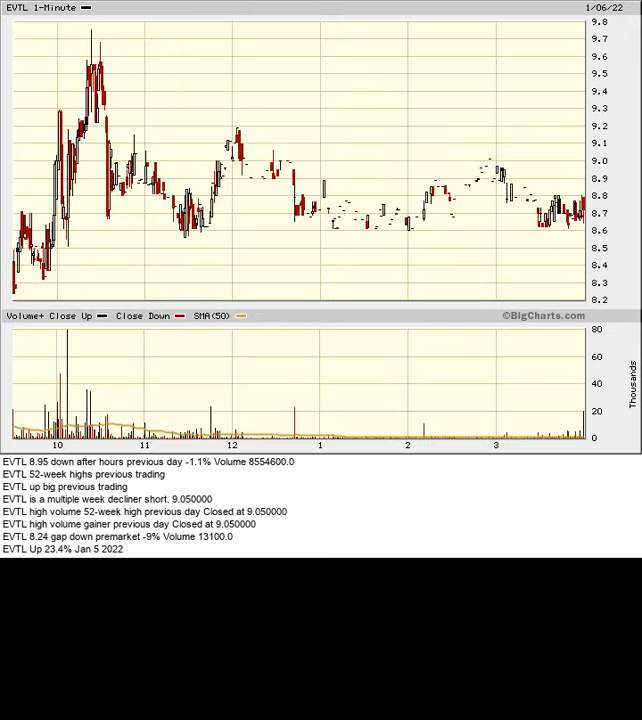 EVTL 1-Minute 1/06/22
9.8
9.7
9.6
9.5
9.4
9.3
9.2
9.1
9.0
8.9
8.8
8.7
8.6
8.5
8.4
8.3
8.2
Volume+ Close Up Close Down SMA(50) ©BigCharts.com
80
60
40
20
0
Thousands
10 11 12 1 2 3
EVTL 8.95 down after hours previous day -1.1% Volume 8554600.0
EVTL 52-week highs previous trading
EVTL up big previous trading
EVTL is a multiple week decliner short. 9.050000
EVTL high volume 52-week high previous day Closed at 9.050000
EVTL high volume gainer previous day Closed at 9.050000
EVTL 8.24 gap down premarket -9% Volume 13100.0
EVTL Up 23.4% Jan 5 2022